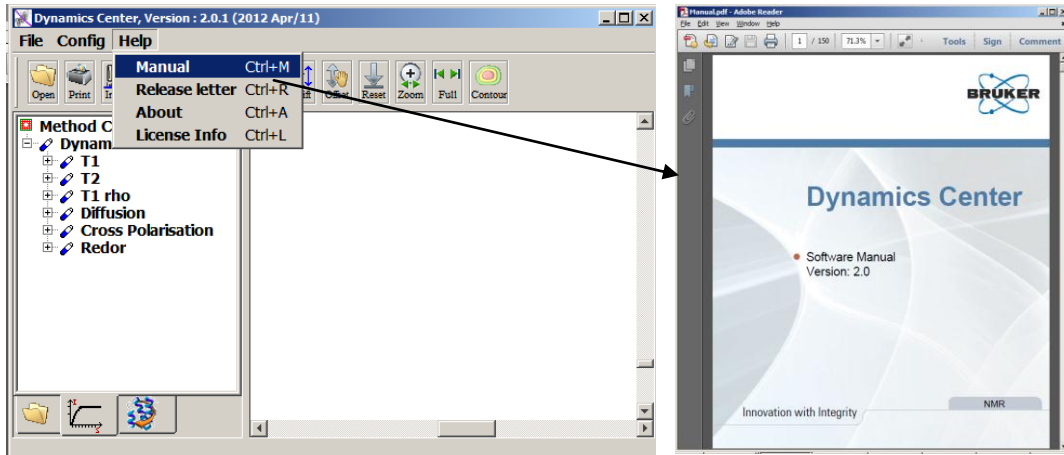 Dynamics Center, Version : 2.0.1 (2012 Apr/11)
File Config Help
Manual Ctrl+M
Release letter Ctrl+R
About Ctrl+A
License Info Ctrl+L
Open Print Offset Reset Zoom Full Contour
Method C
Dynam
T1
T2
T1 rho
Diffusion
Cross Polarisation
Redor
Manual.pdf - Adobe Reader
File Edit View Window Help
1 / 150 71.3% Tools Sign Comment
BRUKER
Dynamics Center
Software Manual
Version: 2.0
Innovation with Integrity
NMR